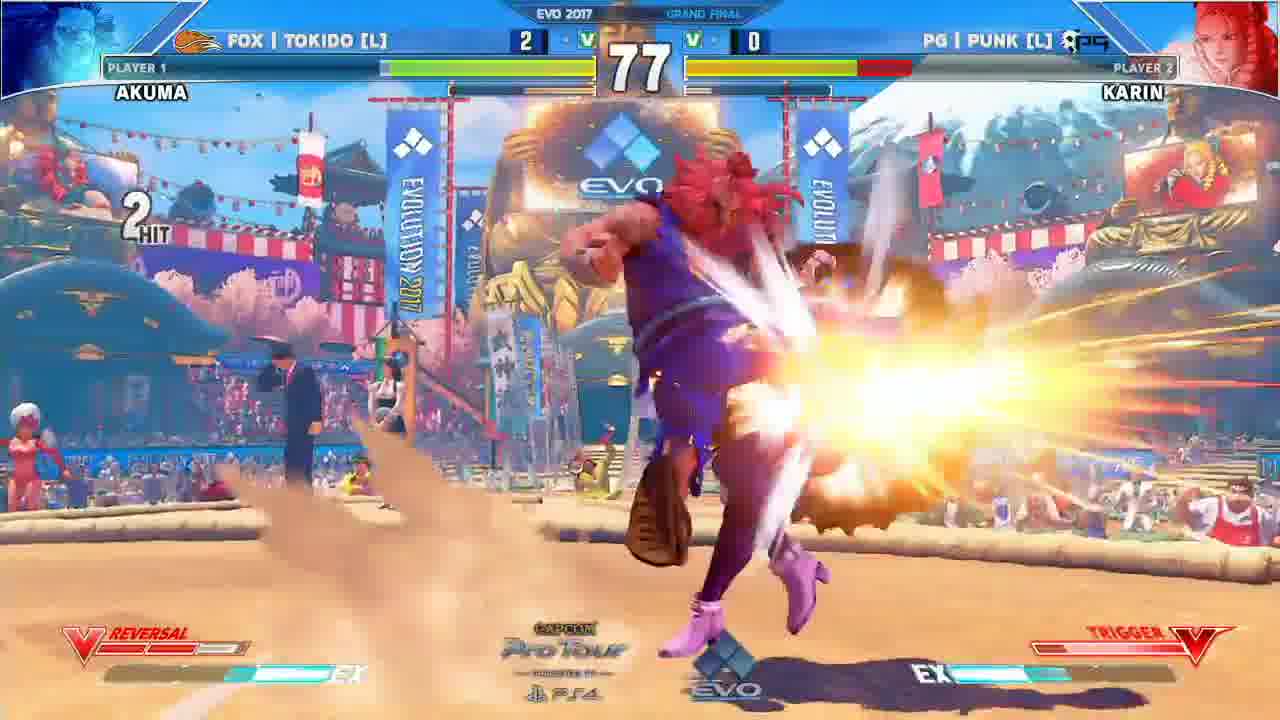 EVO 2017 GRAND FINAL
FOX | TOKIDO [L] 2 V 77 V 0 PG | PUNK [L] pg
PLAYER 1 PLAYER 2
AKUMA KARIN
EVO
2 HIT
EVOLUTION 2017
REVERSAL
TRIGGER
EX
EX
CAPCOM
Pro Tour
PS4
EVO